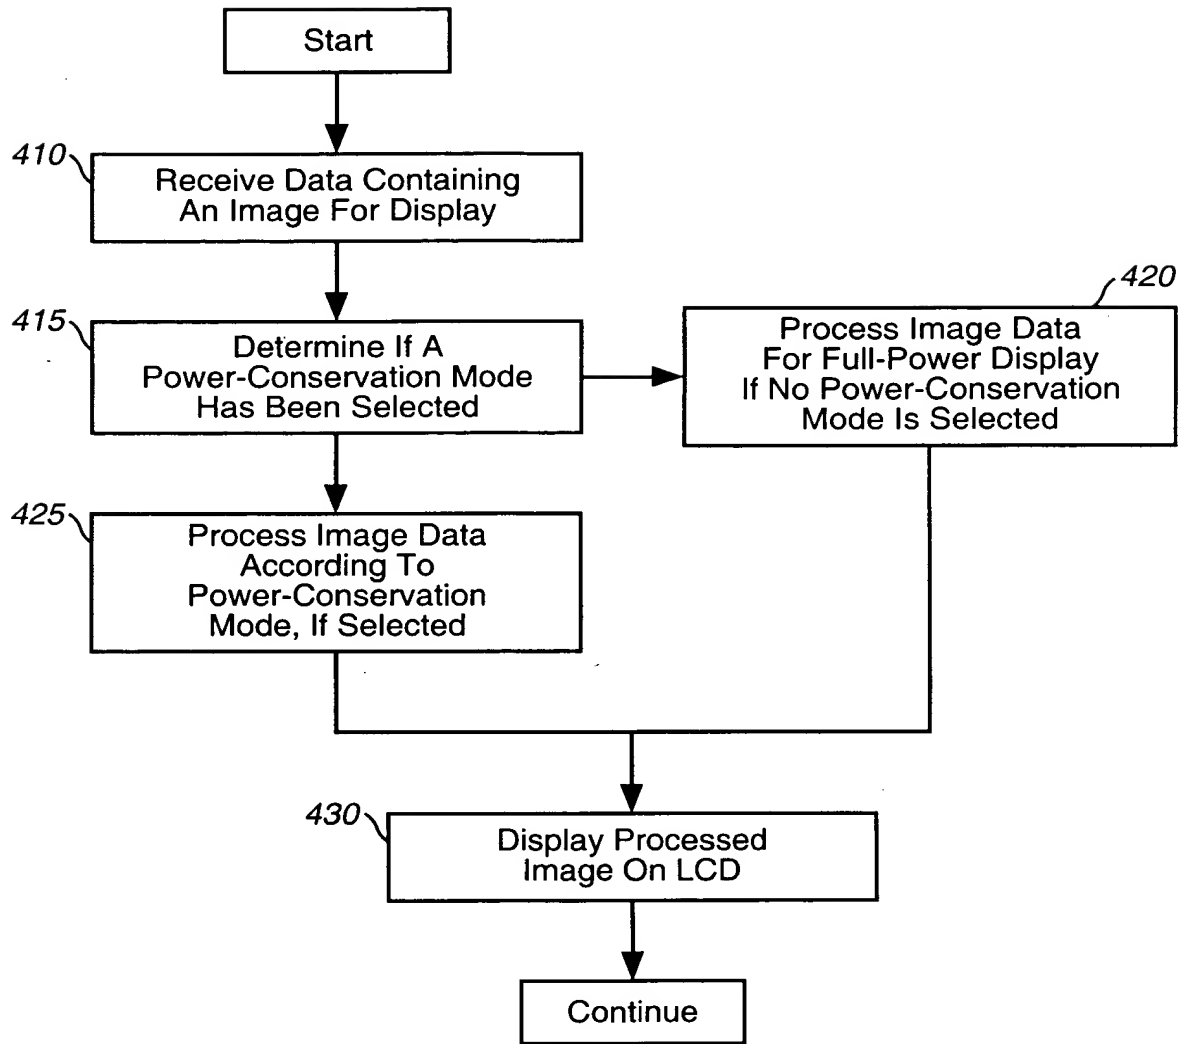 Start
410
Receive Data Containing
An Image For Display
415
Determine If A
Power-Conservation Mode
Has Been Selected
420
Process Image Data
For Full-Power Display
If No Power-Conservation
Mode Is Selected
425
Process Image Data
According To
Power-Conservation
Mode, If Selected
430
Display Processed
Image On LCD
Continue